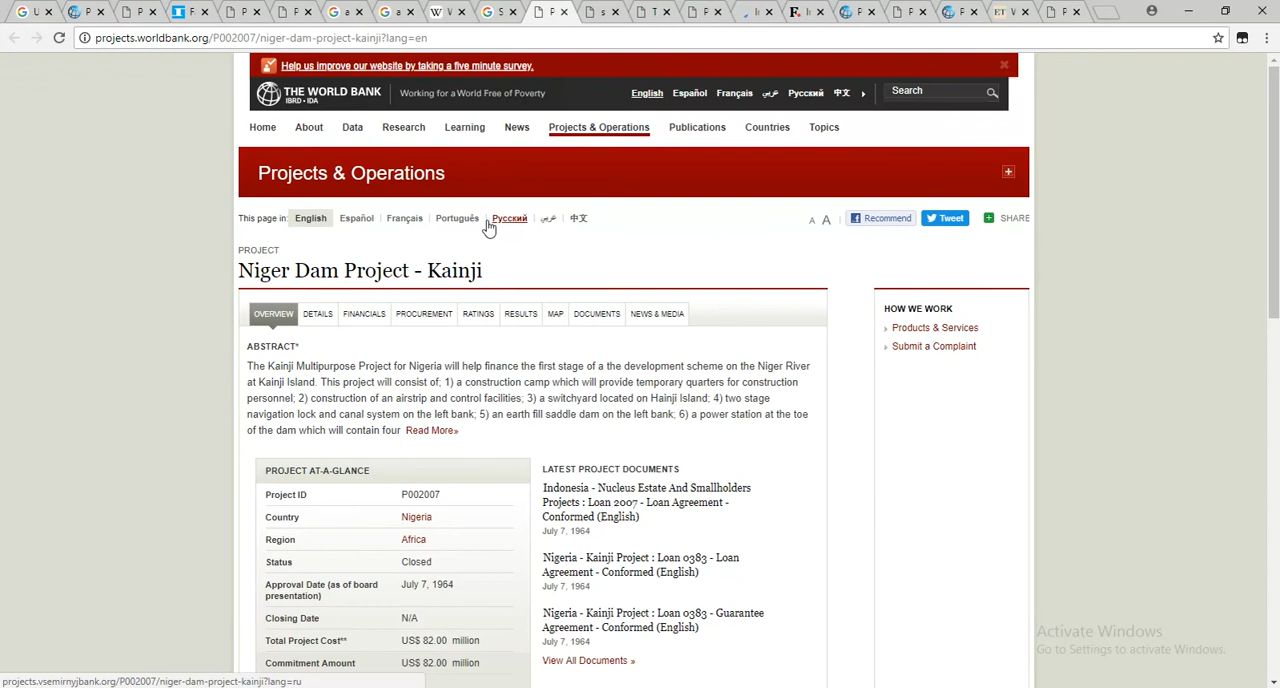 U
P
P
F
P
P
a
a
W
S
P
s
T
P
Ir
F.
Ir
P
P
P
ET
W
P
projects.worldbank.org/P002007/niger-dam-project-kainji?lang=en
Help us improve our website by taking a five minute survey.
THE WORLD BANK
IBRD • IDA
Working for a World Free of Poverty
English Español Français عربي Русский 中文
Search
Home About Data Research Learning News Projects & Operations Publications Countries Topics
Projects & Operations
This page in: English Español Français Português Русский عربي 中文
A A Recommend Tweet SHARE
PROJECT
Niger Dam Project - Kainji
OVERVIEW DETAILS FINANCIALS PROCUREMENT RATINGS RESULTS MAP DOCUMENTS NEWS & MEDIA
ABSTRACT*
The Kainji Multipurpose Project for Nigeria will help finance the first stage of a the development scheme on the Niger River
at Kainji Island. This project will consist of; 1) a construction camp which will provide temporary quarters for construction
personnel; 2) construction of an airstrip and control facilities; 3) a switchyard located on Hainji Island; 4) two stage
navigation lock and canal system on the left bank; 5) an earth fill saddle dam on the left bank; 6) a power station at the toe
of the dam which will contain four Read More»
PROJECT AT-A-GLANCE
Project ID P002007
Country Nigeria
Region Africa
Status Closed
Approval Date (as of board
presentation) July 7, 1964
Closing Date N/A
Total Project Cost** US$ 82.00 million
Commitment Amount US$ 82.00 million
LATEST PROJECT DOCUMENTS
Indonesia - Nucleus Estate And Smallholders
Projects : Loan 2007 - Loan Agreement -
Conformed (English)
July 7, 1964
Nigeria - Kainji Project : Loan 0383 - Loan
Agreement - Conformed (English)
July 7, 1964
Nigeria - Kainji Project : Loan 0383 - Guarantee
Agreement - Conformed (English)
July 7, 1964
View All Documents »
HOW WE WORK
Products & Services
Submit a Complaint
Activate Windows
Go to Settings to activate Windows.
projects.vsemirnyjbank.org/P002007/niger-dam-project-kainji?lang=ru